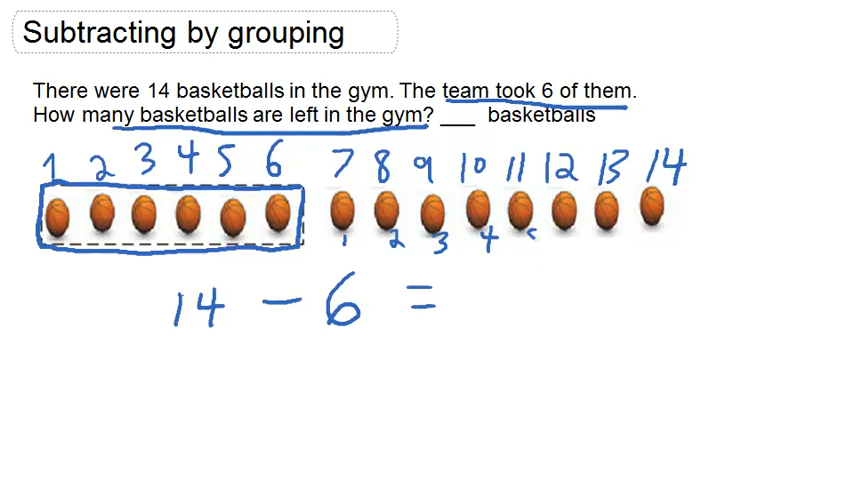 Subtracting by grouping
There were 14 basketballs in the gym. The team took 6 of them.
How many basketballs are left in the gym? ___ basketballs
1 2 3 4 5 6 7 8 9 10 11 12 13 14
1 2 3 4
14 - 6 =